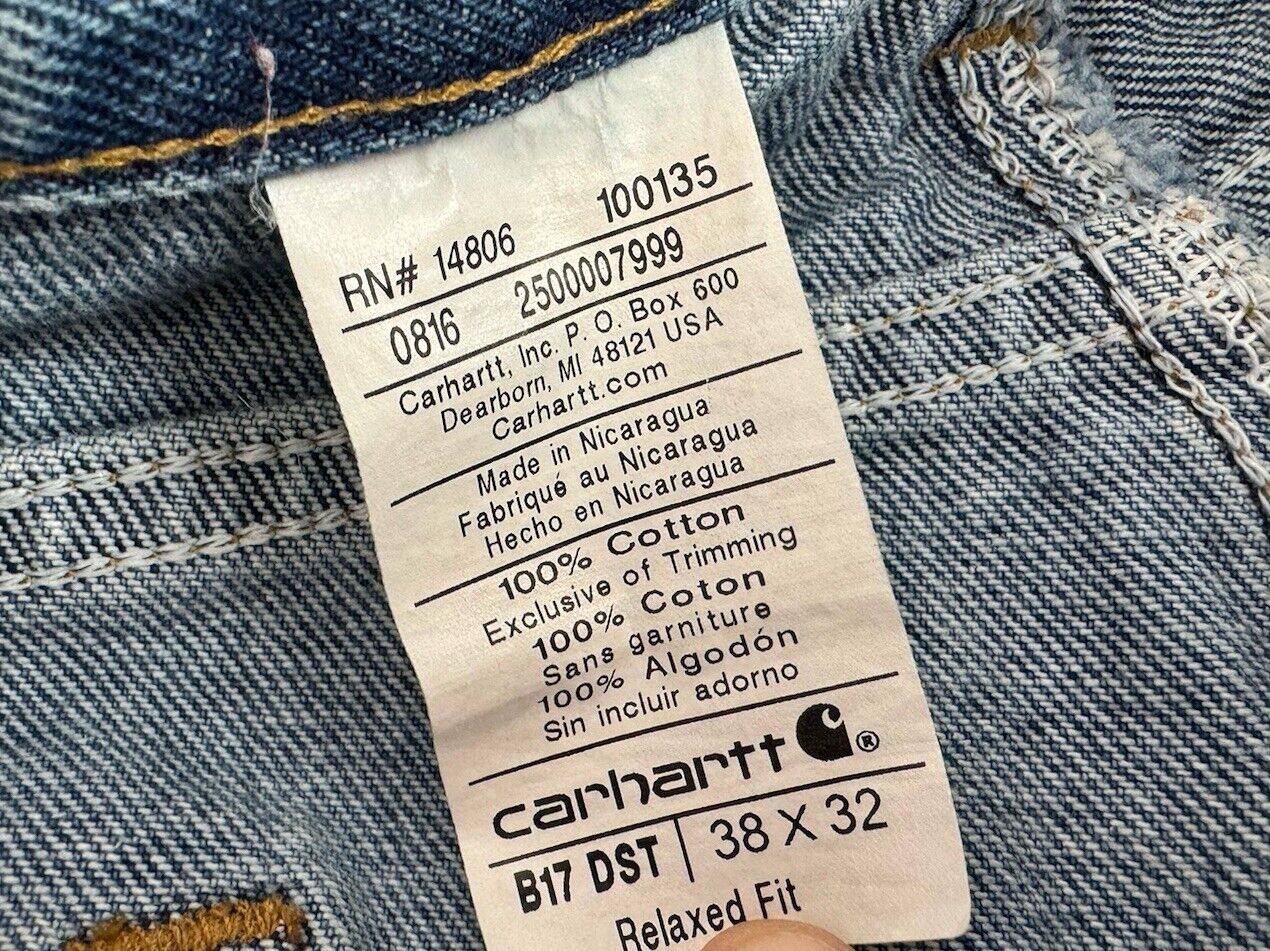 RN# 14806 100135
0816 2500007999
Carhartt, Inc. P. O. Box 600
Dearborn, MI 48121 USA
Carhartt.com
Made in Nicaragua
Fabriqué au Nicaragua
Hecho en Nicaragua
100% Cotton
Exclusive of Trimming
100% Coton
Sans garniture
100% Algodón
Sin incluir adorno
carhartt ®
B17 DST 38 X 32
Relaxed Fit